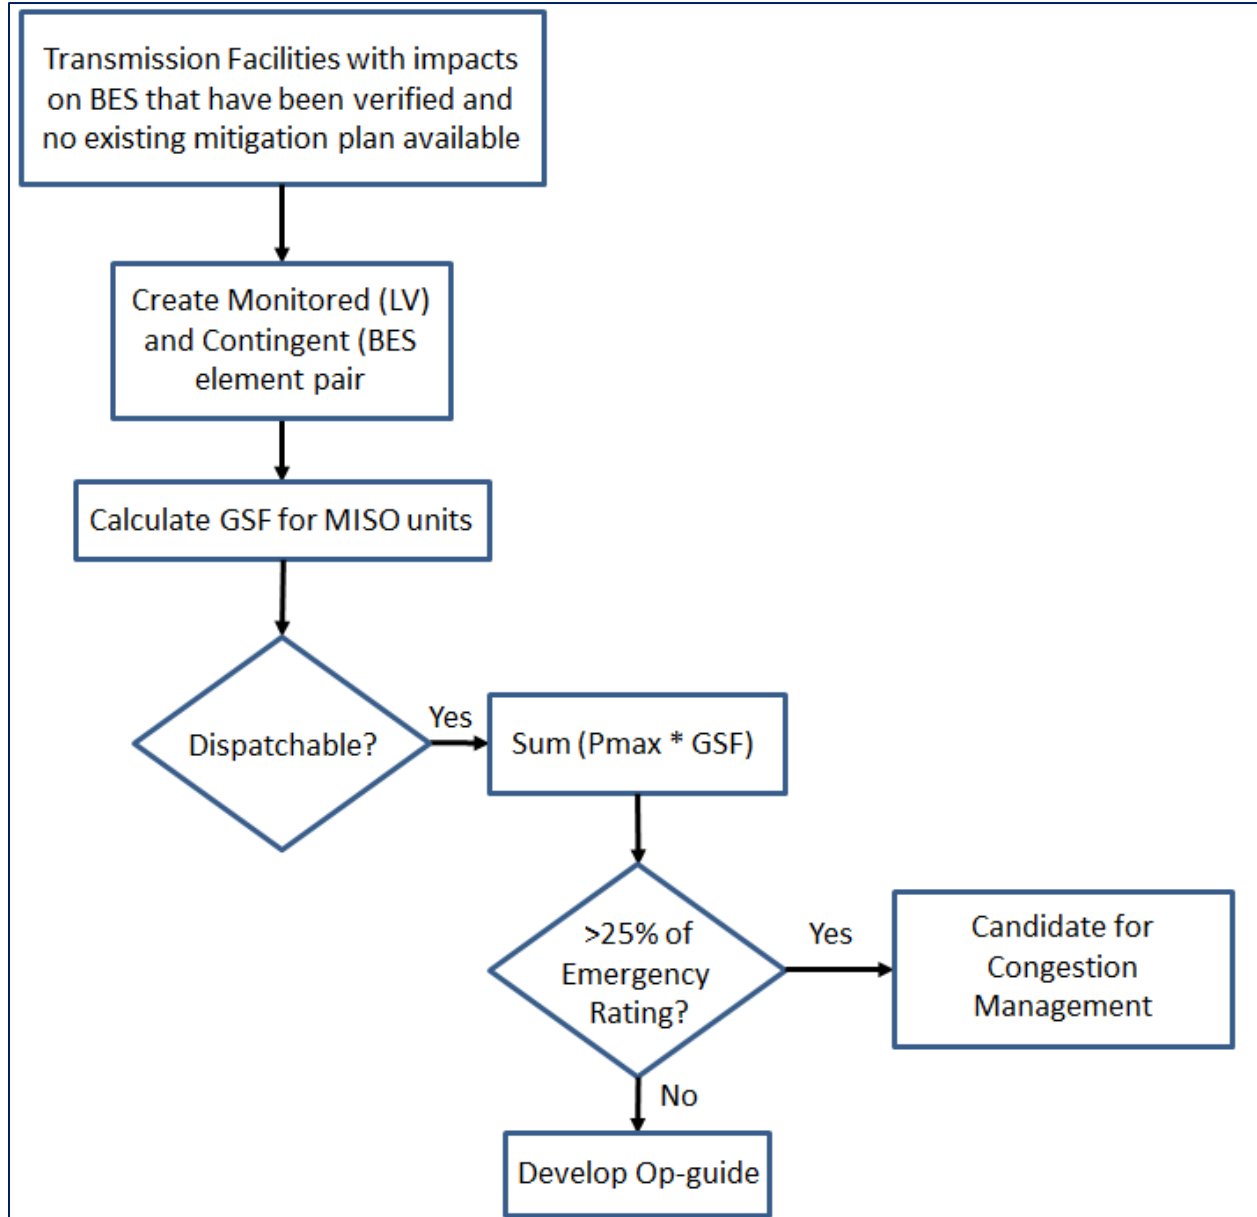 Transmission Facilities with impacts
on BES that have been verified and
no existing mitigation plan available
Create Monitored (LV)
and Contingent (BES
element pair
Calculate GSF for MISO units
Dispatchable?
Yes
Sum (Pmax * GSF)
>25% of
Emergency
Rating?
Yes
Candidate for
Congestion
Management
No
Develop Op-guide